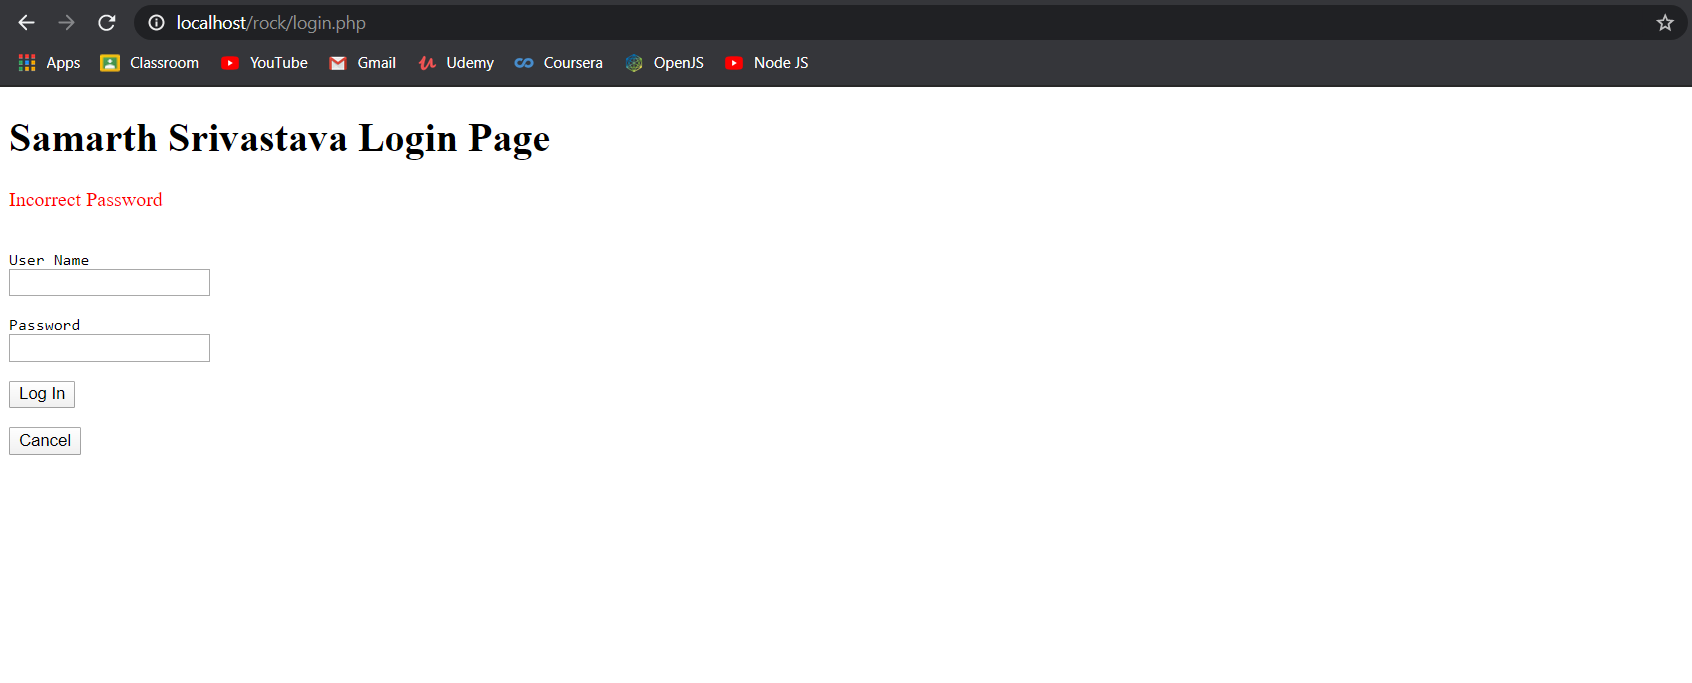 localhost/rock/login.php
Apps Classroom YouTube Gmail Udemy Coursera OpenJS Node JS
Samarth Srivastava Login Page
Incorrect Password
User Name
Password
Log In
Cancel